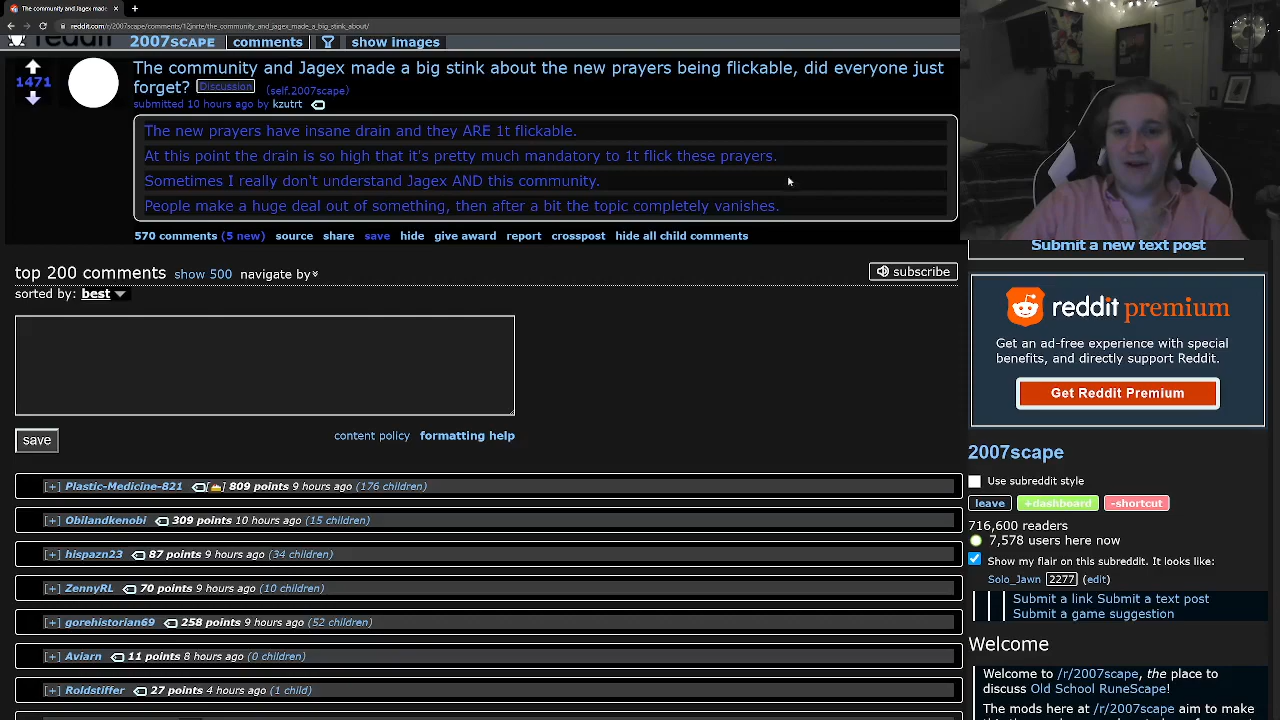 The community and Jagex made
reddit.com/r/2007scape/comments/12jnrte/the_community_and_jagex_made_a_big_stink_about/
reddit 2007SCAPE comments show images
1471
The community and Jagex made a big stink about the new prayers being flickable, did everyone just
forget? Discussion (self.2007scape)
submitted 10 hours ago by kzutrt
The new prayers have insane drain and they ARE 1t flickable.
At this point the drain is so high that it's pretty much mandatory to 1t flick these prayers.
Sometimes I really don't understand Jagex AND this community.
People make a huge deal out of something, then after a bit the topic completely vanishes.
570 comments (5 new) source share save hide give award report crosspost hide all child comments
top 200 comments show 500 navigate by
subscribe
sorted by: best
save
content policy formatting help
[+] Plastic-Medicine-821 809 points 9 hours ago (176 children)
[+] Obilandkenobi 309 points 10 hours ago (15 children)
[+] hispazn23 87 points 9 hours ago (34 children)
[+] ZennyRL 70 points 9 hours ago (10 children)
[+] gorehistorian69 258 points 9 hours ago (52 children)
[+] Aviarn 11 points 8 hours ago (0 children)
[+] Roldstiffer 27 points 4 hours ago (1 child)
Submit a new text post
reddit premium
Get an ad-free experience with special
benefits, and directly support Reddit.
Get Reddit Premium
2007scape
Use subreddit style
leave +dashboard -shortcut
716,600 readers
7,578 users here now
Show my flair on this subreddit. It looks like:
Solo_Jawn 2277 (edit)
Submit a link Submit a text post
Submit a game suggestion
Welcome
Welcome to /r/2007scape, the place to
discuss Old School RuneScape!
The mods here at /r/2007scape aim to make